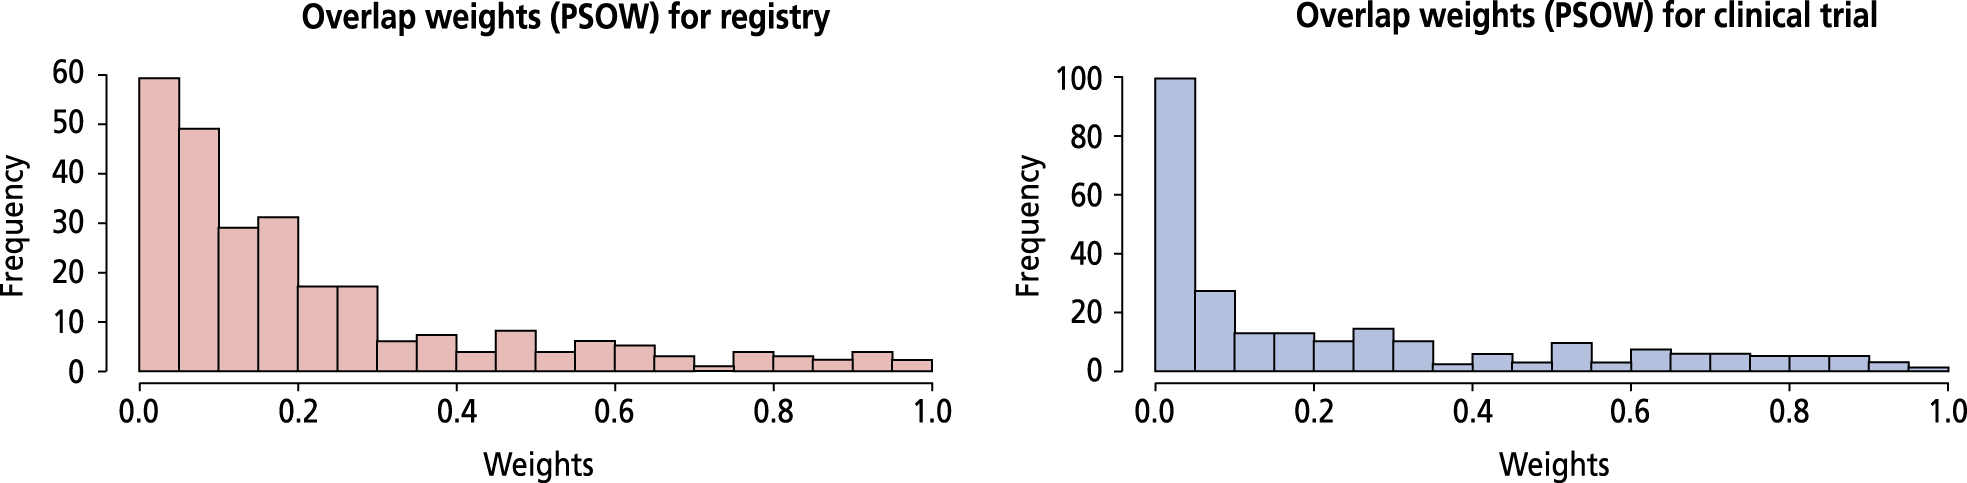 Overlap weights (PSOW) for registry
Frequency
60
50
40
30
20
10
0
0.0 0.2 0.4 0.6 0.8 1.0
Weights
Overlap weights (PSOW) for clinical trial
Frequency
100
80
60
40
20
0
0.0 0.2 0.4 0.6 0.8 1.0
Weights